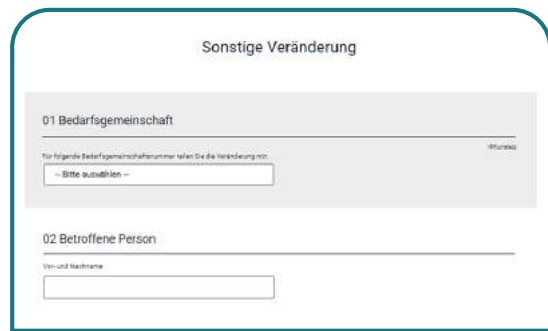 Sonstige Veränderung
01 Bedarfsgemeinschaft
Für folgende Bedarfsgemeinschaftsnummer teilen Sie die Veränderung mit:
-- Bitte auswählen --
02 Betroffene Person
Vor- und Nachname